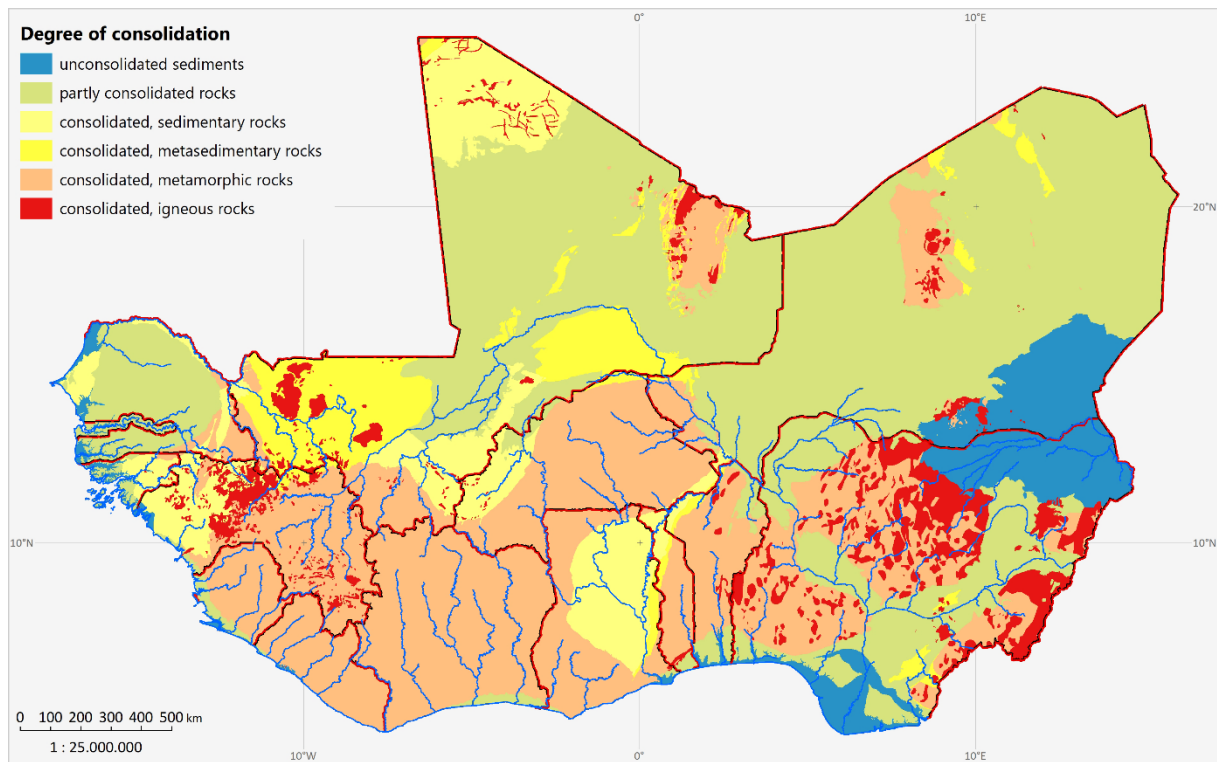 0°
10°E
Degree of consolidation
unconsolidated sediments
partly consolidated rocks
consolidated, sedimentary rocks
consolidated, metasedimentary rocks
consolidated, metamorphic rocks
consolidated, igneous rocks
20°N
20°N
10°N
10°N
0 100 200 300 400 500 km
1 : 25.000.000
10°W
0°
10°E